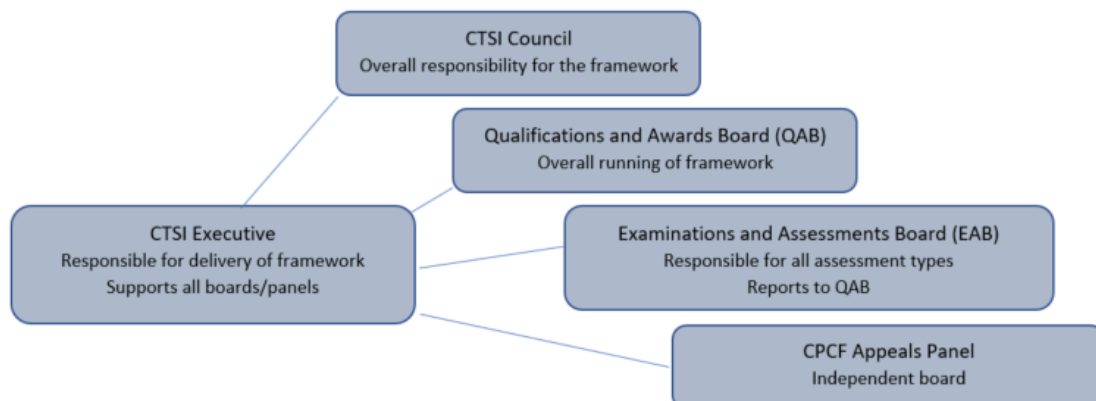 CTSI Council
Overall responsibility for the framework
Qualifications and Awards Board (QAB)
Overall running of framework
CTSI Executive
Responsible for delivery of framework
Supports all boards/panels
Examinations and Assessments Board (EAB)
Responsible for all assessment types
Reports to QAB
CPCF Appeals Panel
Independent board